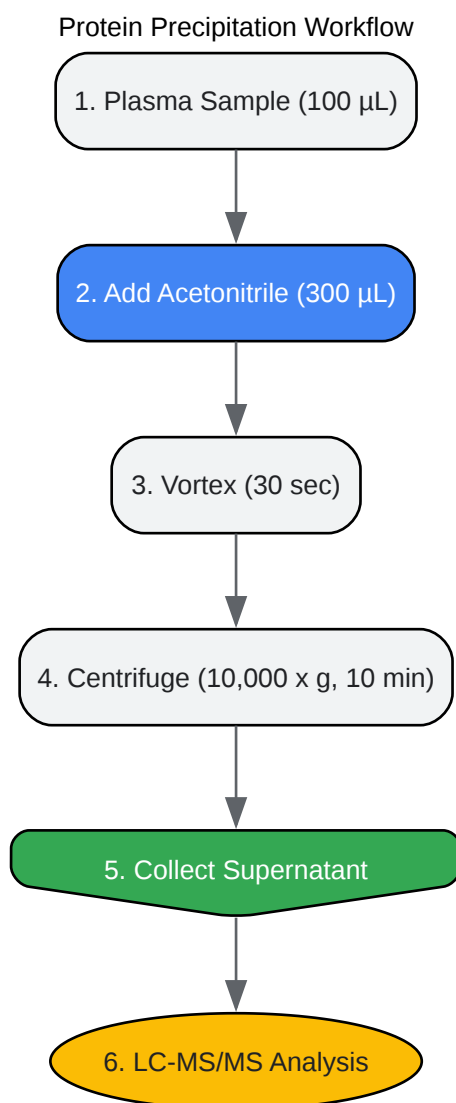 Protein Precipitation Workflow
1. Plasma Sample (100 µL)
2. Add Acetonitrile (300 µL)
3. Vortex (30 sec)
4. Centrifuge (10,000 x g, 10 min)
5. Collect Supernatant
6. LC-MS/MS Analysis